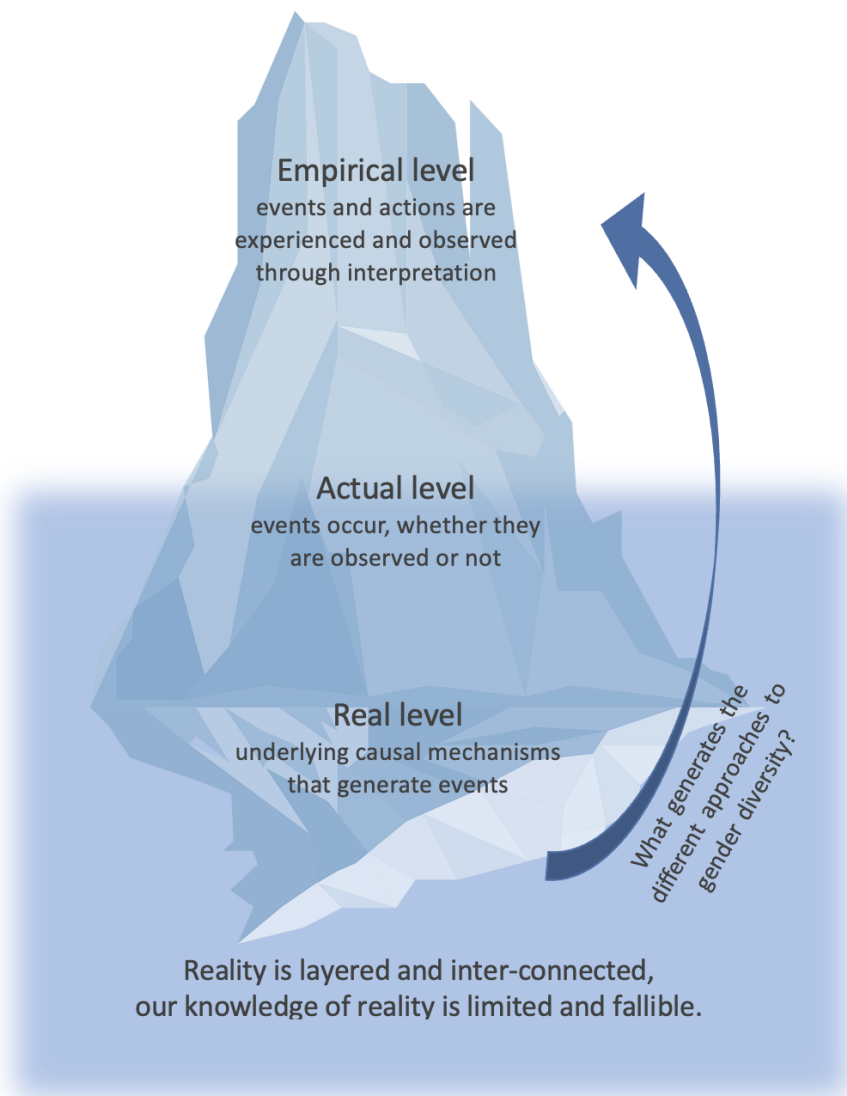 Empirical level
events and actions are
experienced and observed
through interpretation
Actual level
events occur, whether they
are observed or not
Real level
underlying causal mechanisms
that generate events
What generates the
different approaches to
gender diversity?
Reality is layered and inter-connected,
our knowledge of reality is limited and fallible.